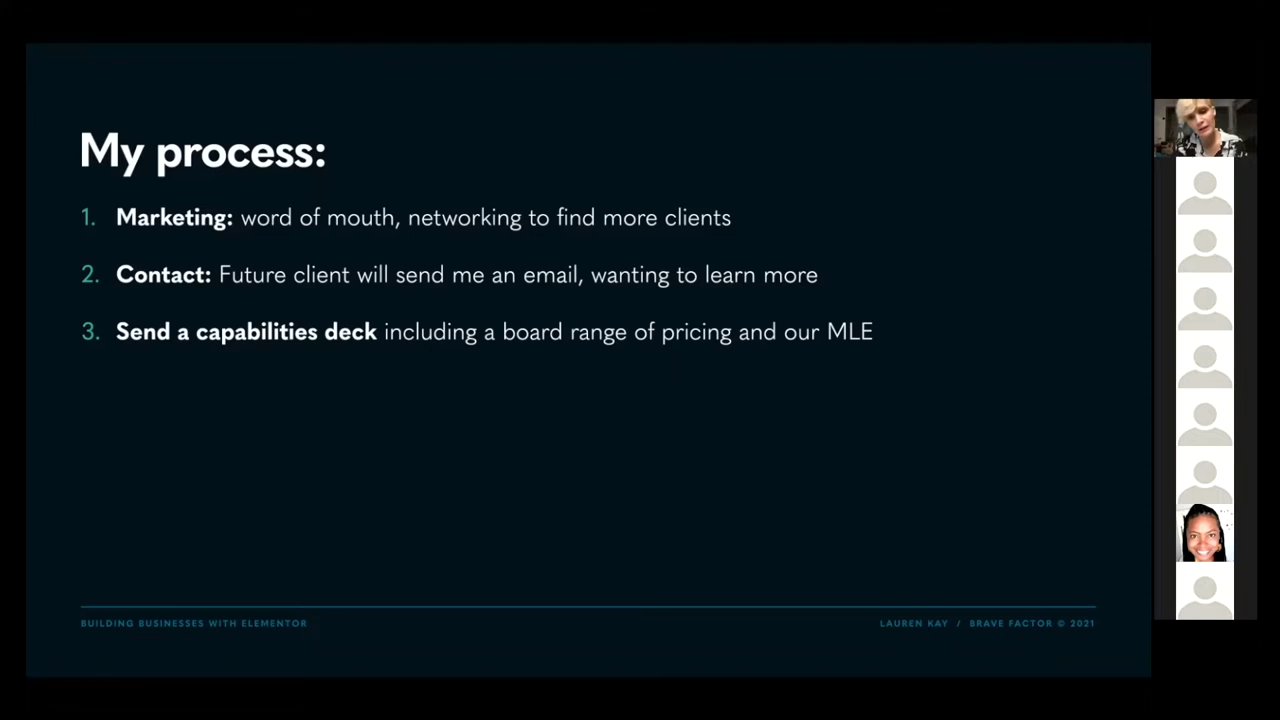 My process:
1. Marketing: word of mouth, networking to find more clients
2. Contact: Future client will send me an email, wanting to learn more
3. Send a capabilities deck including a board range of pricing and our MLE
BUILDING BUSINESSES WITH ELEMENTOR
LAUREN KAY / BRAVE FACTOR © 2021